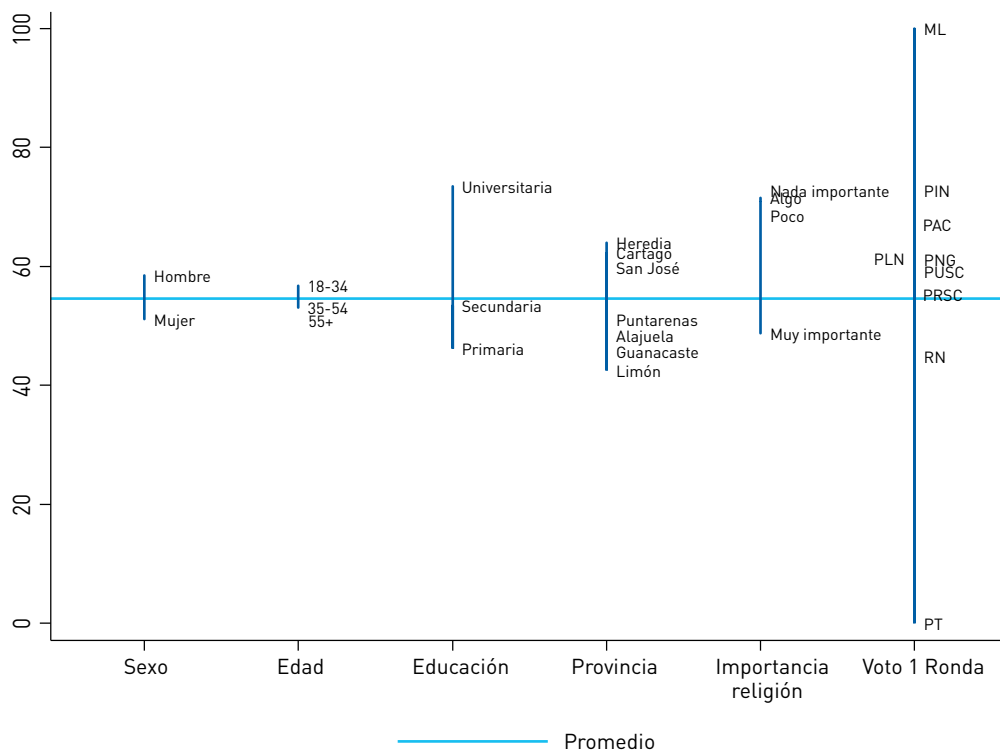 100
80
60
40
20
0
Hombre
Mujer
18-34
35-54
55+
Universitaria
Secundaria
Primaria
Heredia
Cartago
San José
Puntarenas
Alajuela
Guanacaste
Limón
Nada importante
Algo
Poco
Muy importante
ML
PIN
PAC
PLN
PNG
PUSC
PRSC
RN
PT
Sexo
Edad
Educación
Provincia
Importancia
religión
Voto 1 Ronda
Promedio